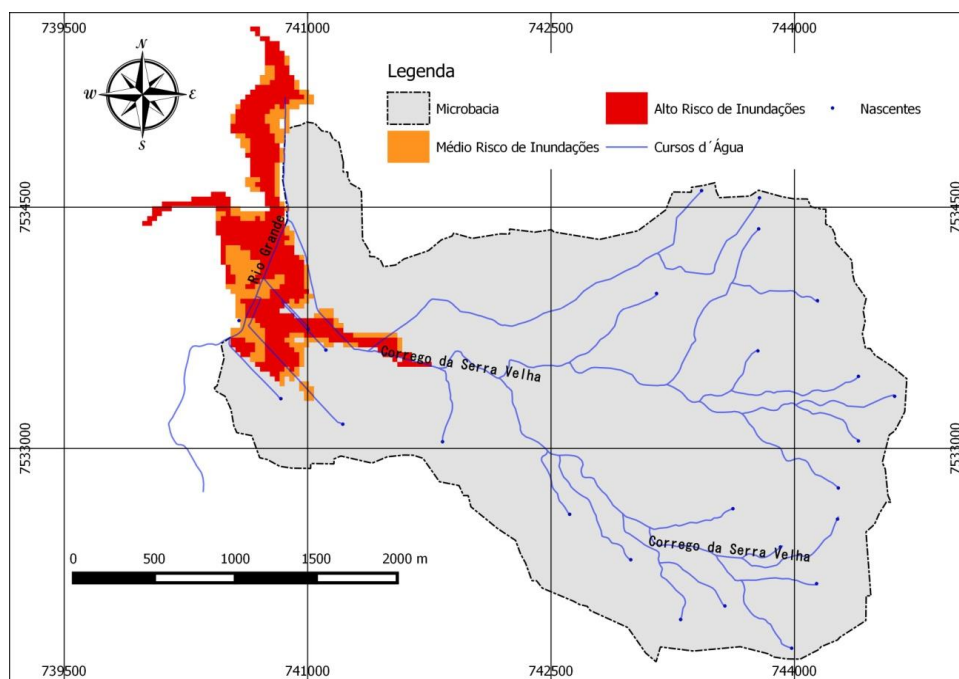 739500 741000 742500 744000
N
W E
S
Legenda
Microbacia Alto Risco de Inundações Nascentes
Médio Risco de Inundações Cursos d´Água
7534500 7534500
Rio Grande
Corrego da Serra Velha
7533000 7533000
Corrego da Serra Velha
0 500 1000 1500 2000 m
739500 741000 742500 744000